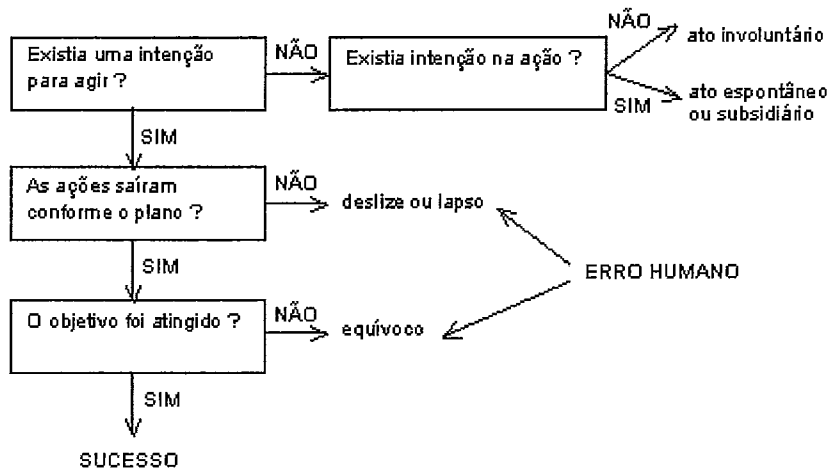 Existia uma intenção
para agir ?
NÃO
Existia intenção na ação ?
NÃO
ato involuntário
SIM
ato espontâneo
ou subsidiário
SIM
As ações saíram
conforme o plano ?
NÃO
deslize ou lapso
SIM
ERRO HUMANO
O objetivo foi atingido ?
NÃO
equívoco
SIM
SUCESSO